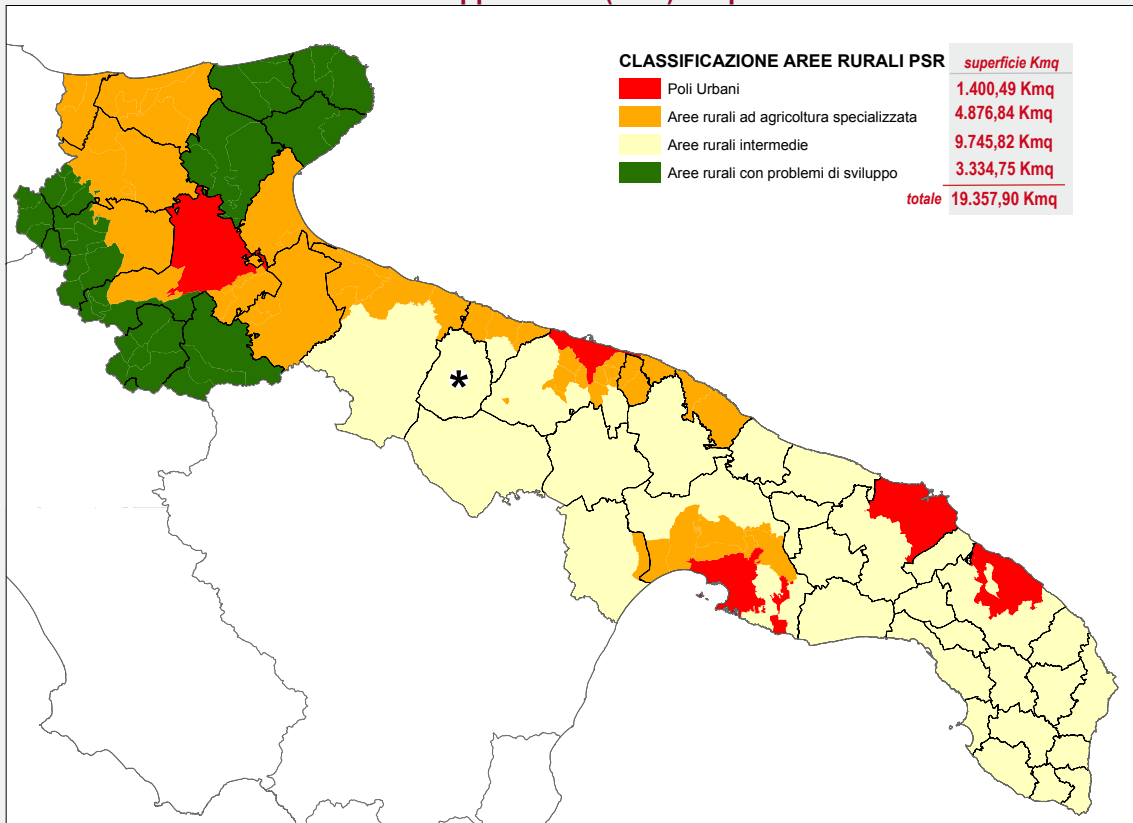 CLASSIFICAZIONE AREE RURALI PSR superficie Kmq
Poli Urbani 1.400,49 Kmq
Aree rurali ad agricoltura specializzata 4.876,84 Kmq
Aree rurali intermedie 9.745,82 Kmq
Aree rurali con problemi di sviluppo 3.334,75 Kmq
totale 19.357,90 Kmq
*